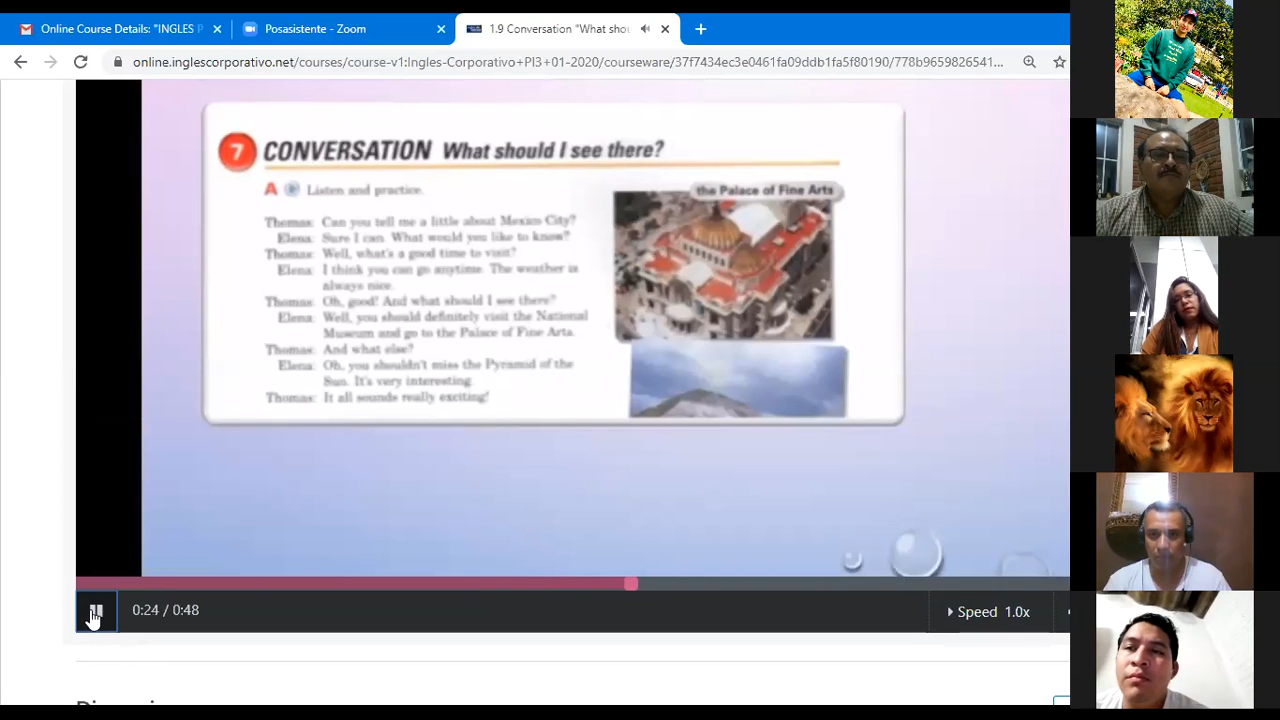 Online Course Details: "INGLES P
Posasistente - Zoom
1.9 Conversation "What shou
online.inglescorporativo.net/courses/course-v1:Ingles-Corporativo+PI3+01-2020/courseware/37f7434ec3e0461fa09ddb1fa5f80190/778b9659826541...
7 CONVERSATION What should I see there?
A Listen and practice.
the Palace of Fine Arts
Thomas: Can you tell me a little about Mexico City?
Elena: Sure I can. What would you like to know?
Thomas: Well, what's a good time to visit?
Elena: I think you can go anytime. The weather is
always nice.
Thomas: Oh, good! And what should I see there?
Elena: Well, you should definitely visit the National
Museum and go to the Palace of Fine Arts.
Thomas: And what else?
Elena: Oh, you shouldn't miss the Pyramid of the
Sun. It's very interesting.
Thomas: It all sounds really exciting!
0:24 / 0:48
Speed 1.0x